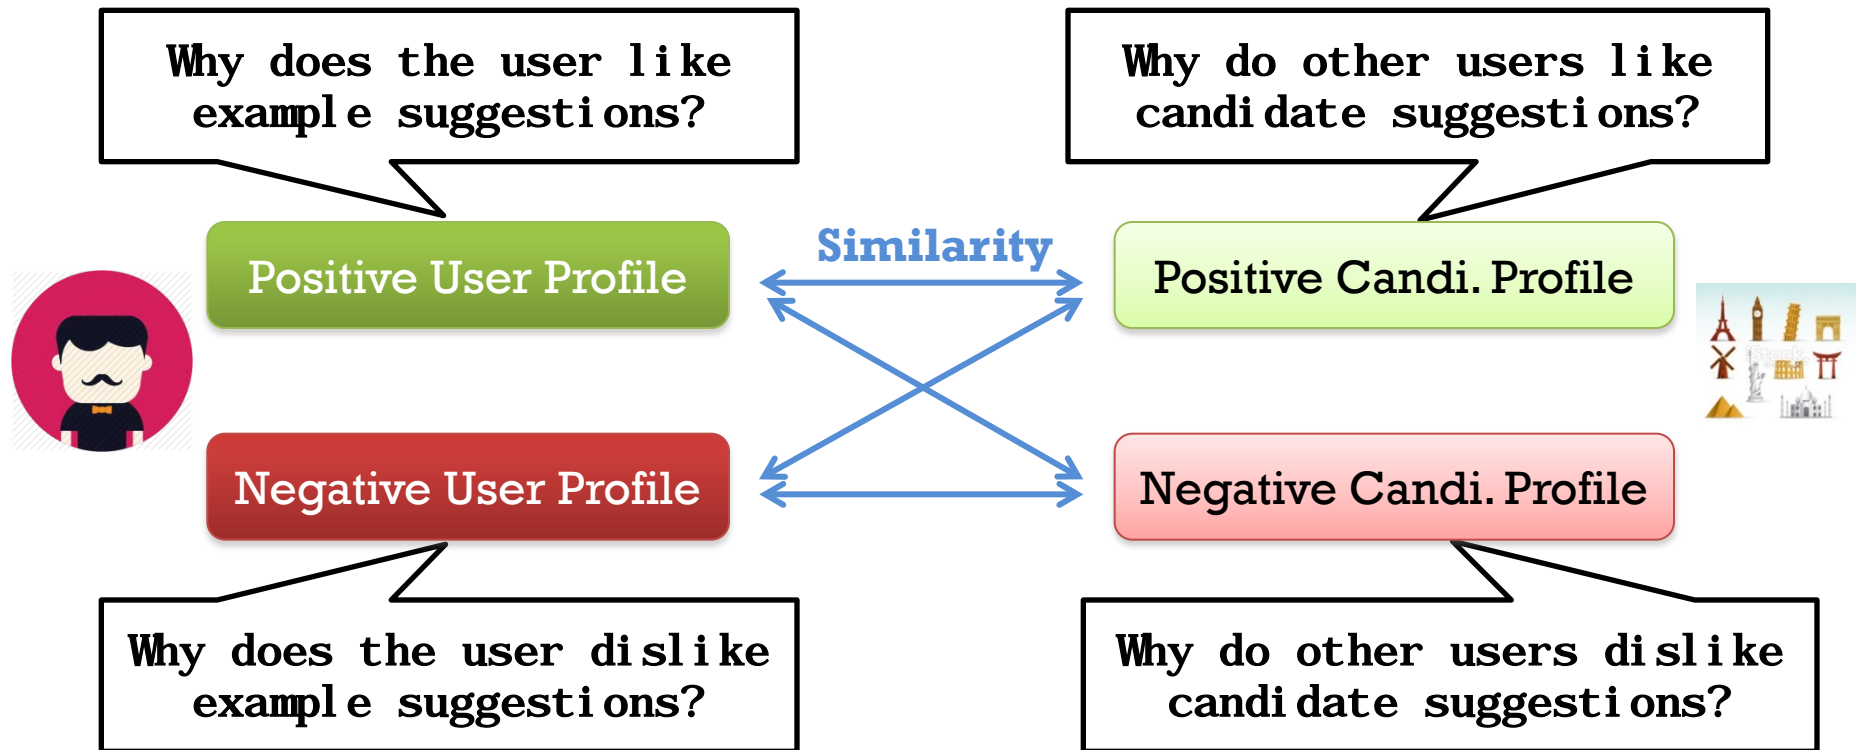 Why does the user like
example suggestions?
Why do other users like
candidate suggestions?
Similarity
Positive User Profile
Positive Candi. Profile
iStock
Negative User Profile
Negative Candi. Profile
Why does the user dislike
example suggestions?
Why do other users dislike
candidate suggestions?